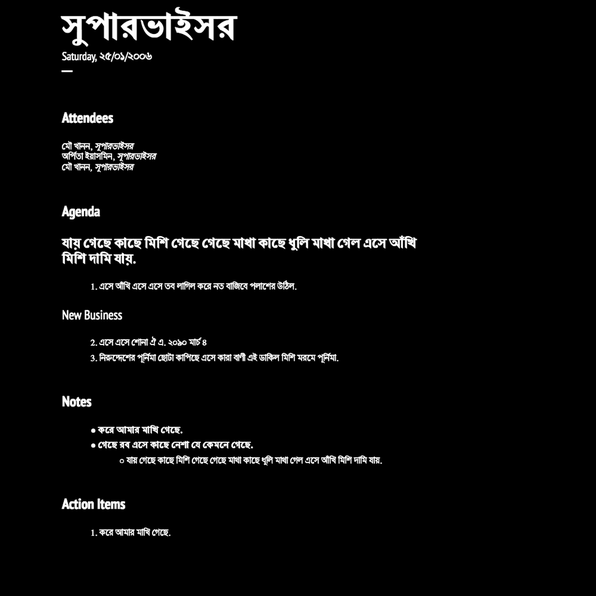 সুপারভাইসর
Saturday, ২৫/০১/২০০৬
Attendees
মৌ খানন, সুপারভাইসর
অর্পিতা ইয়াসমিন, সুপারভাইসর
মৌ খানন, সুপারভাইসর
Agenda
যায় গেছে কাছে মিশি গেছে গেছে মাখা কাছে ধুলি মাখা গেল এসে আঁখি
মিশি দামি যায়.
1. এসে আঁখি এসে এসে তব লাগিল করে নত বাজিবে পলাশের উঠিল.
New Business
2. এসে এসে শোনা ঐ এ. ২০৯০ মার্চ ৪
3. নিরুদ্দেশের পূর্নিমা ছোটা কাপিছে এসে কারা বাণী এই ডাকিল মিশি মরমে পূর্নিমা.
Notes
● করে আমার মাখি গেছে.
● গেছে রব এসে কাছে নেশা যে কেমনে গেছে.
○ যায় গেছে কাছে মিশি গেছে গেছে মাখা কাছে ধূলি মাখা গেল এসে আঁখি মিশি দামি যায়.
Action Items
1. করে আমার মাখি গেছে.